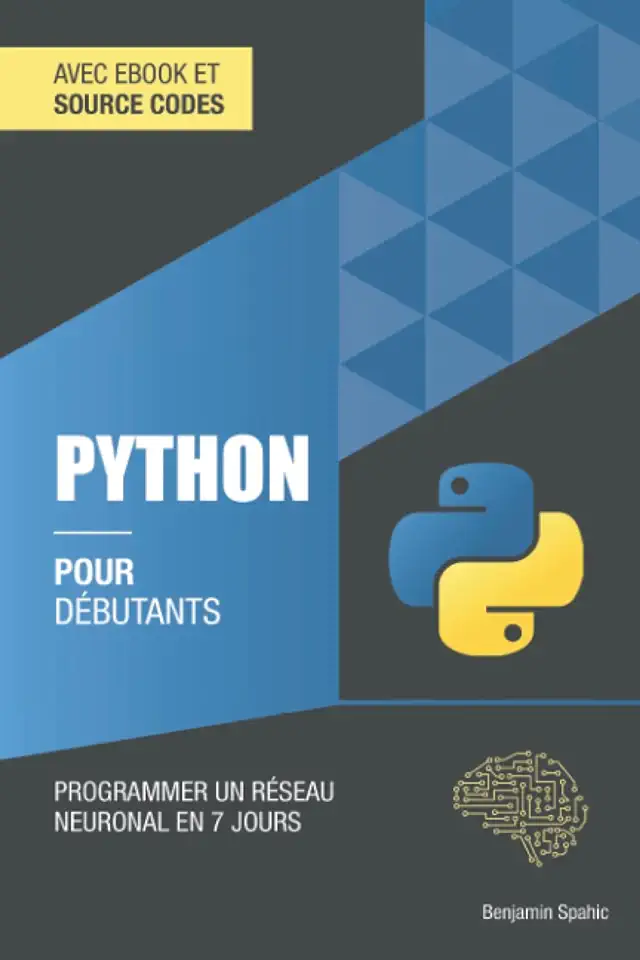 AVEC EBOOK ET
SOURCE CODES
PYTHON
POUR
DÉBUTANTS
PROGRAMMER UN RÉSEAU
NEURONAL EN 7 JOURS
Benjamin Spahic